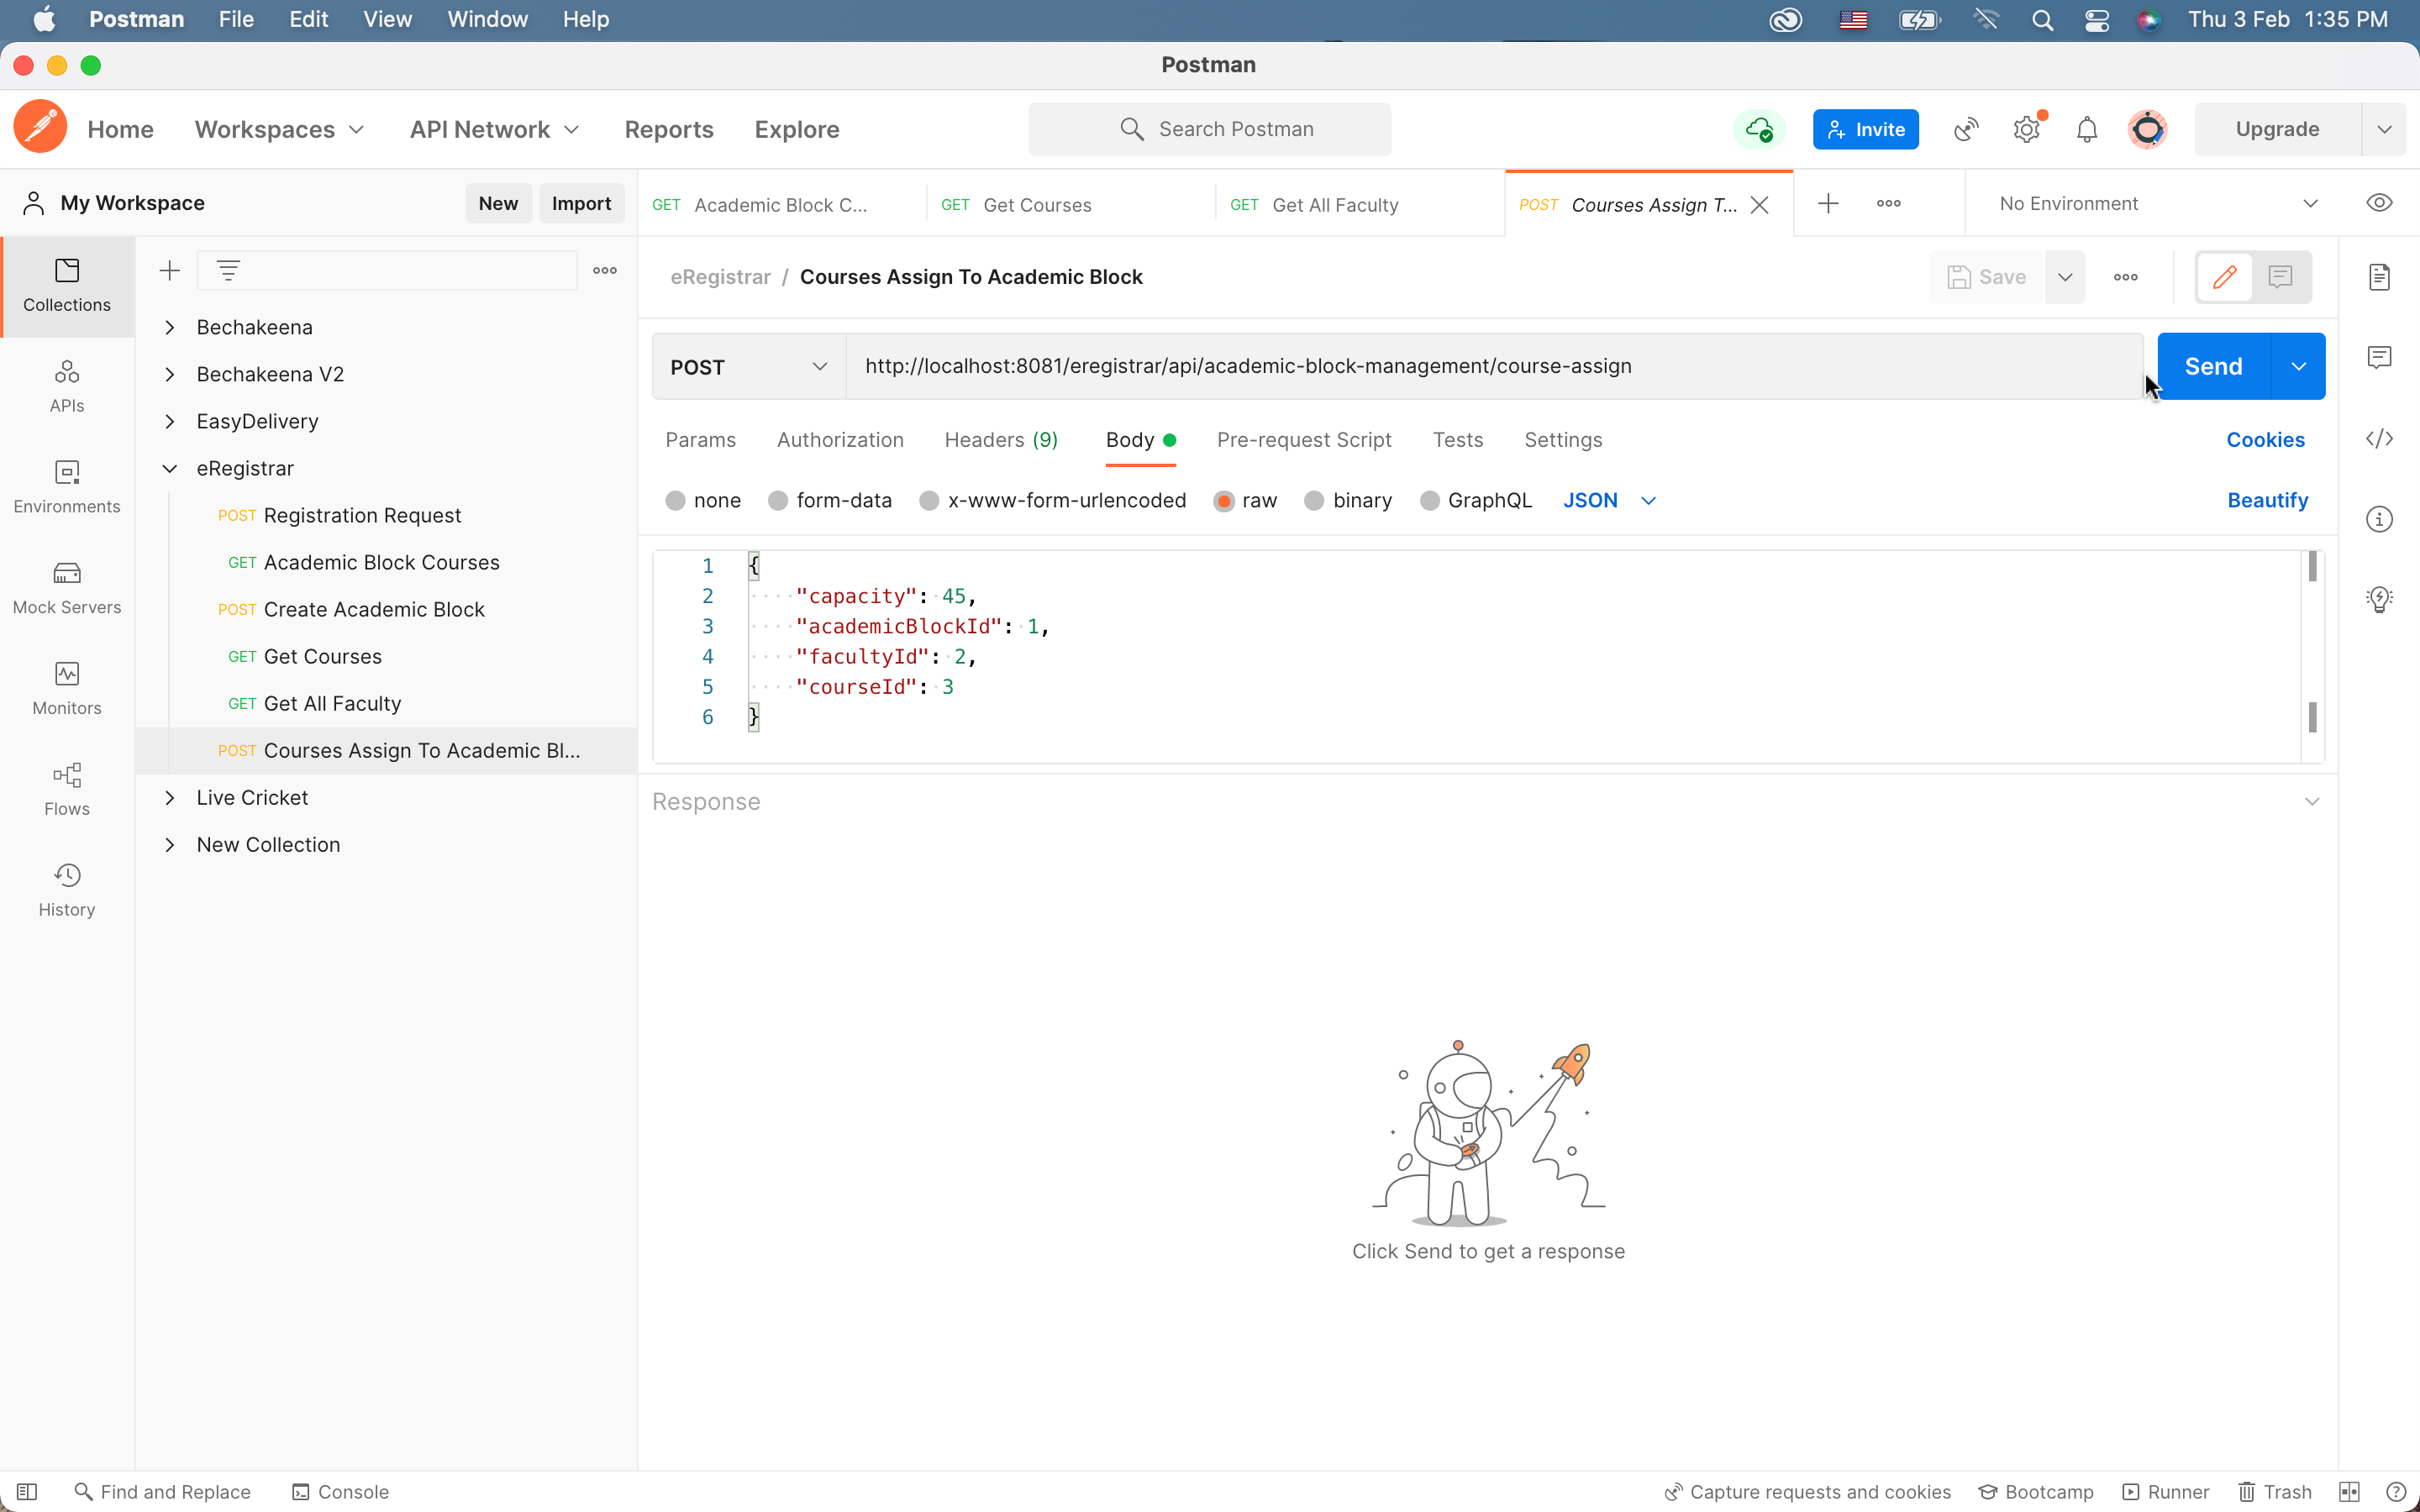 Postman File Edit View Window Help Thu 3 Feb 1:35 PM
Postman
Home Workspaces API Network Reports Explore Search Postman Invite Upgrade
My Workspace New Import GET Academic Block C... GET Get Courses GET Get All Faculty POST Courses Assign T... No Environment
Collections
APIs
Environments
Mock Servers
Monitors
Flows
History
Bechakeena
Bechakeena V2
EasyDelivery
eRegistrar
POST Registration Request
GET Academic Block Courses
POST Create Academic Block
GET Get Courses
GET Get All Faculty
POST Courses Assign To Academic Bl...
Live Cricket
New Collection
eRegistrar / Courses Assign To Academic Block Save
POST http://localhost:8081/eregistrar/api/academic-block-management/course-assign Send
Params Authorization Headers (9) Body Pre-request Script Tests Settings Cookies
none form-data x-www-form-urlencoded raw binary GraphQL JSON Beautify
1 {
2 "capacity": 45,
3 "academicBlockId": 1,
4 "facultyId": 2,
5 "courseId": 3
6 }
Response
Click Send to get a response
Find and Replace Console Capture requests and cookies Bootcamp Runner Trash